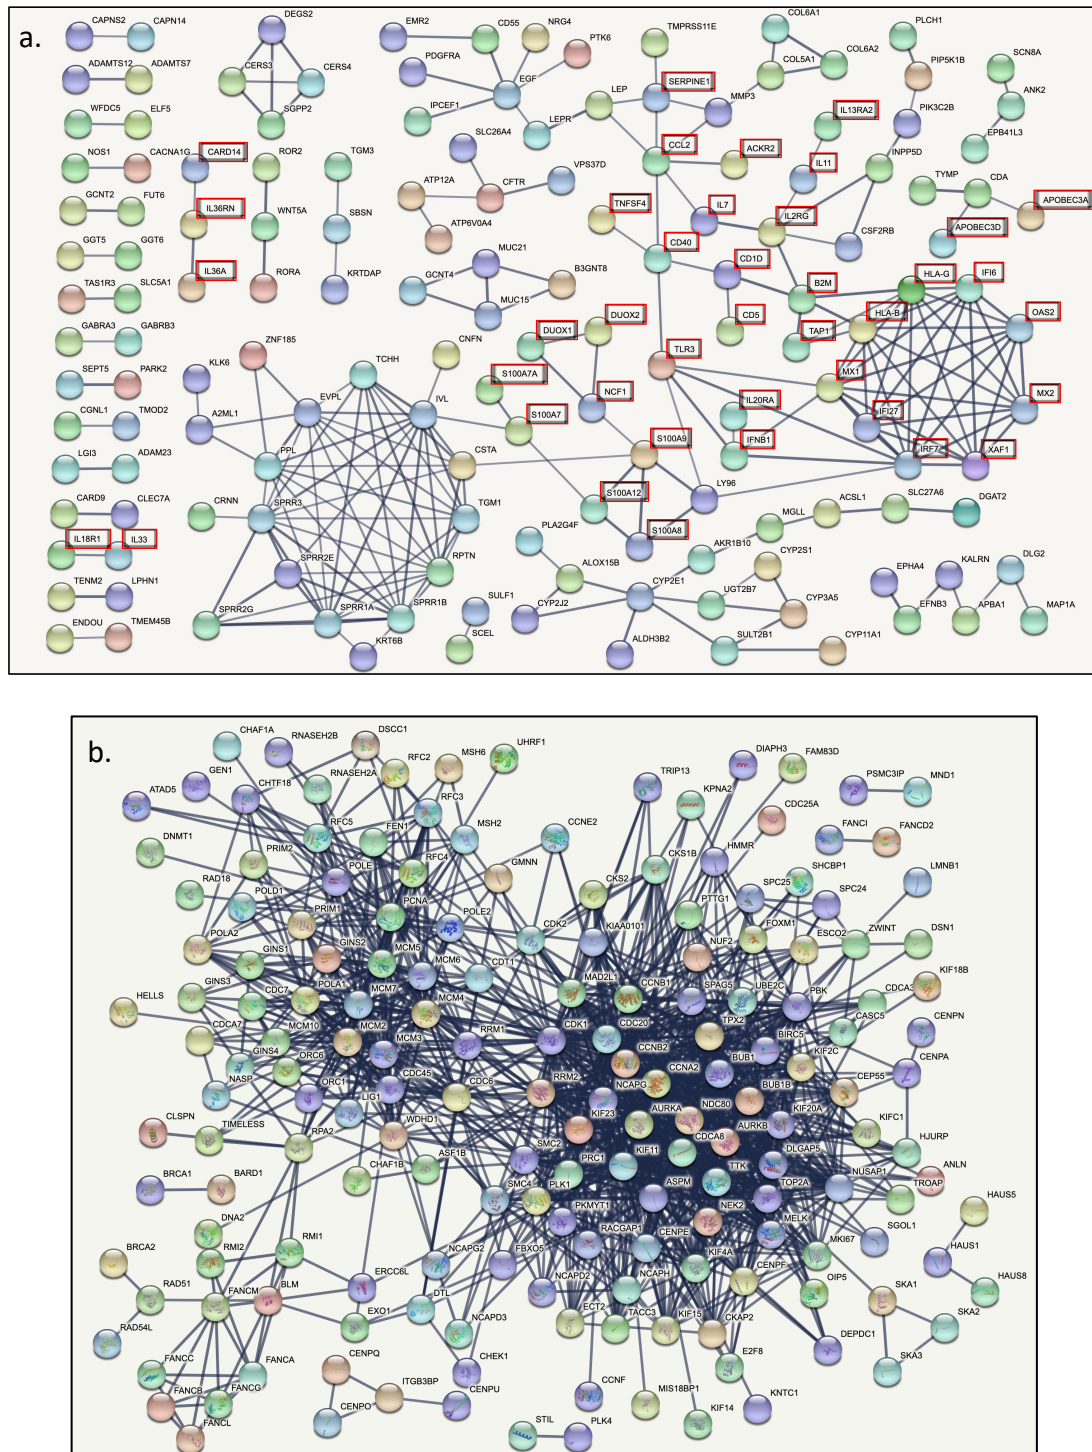 a.
CAPNS2
CAPN14
DEGS2
EMR2
CD55
NRG4
TMPRSS11E
COL6A1
PLCH1
PTK6
PDGFRA
COL6A2
SCN8A
ADAMTS12
ADAMTS7
CERS3
CERS4
EGF
LEP
SERPINE1
COL5A1
PIP5K1B
IPCEF1
MMP3
ANK2
WFDC5
ELF5
SGPP2
LEPR
IL13RA2
PIK3C2B
EPB41L3
SLC26A4
NOS1
CACNA1G
CARD14
ROR2
TGM3
CCL2
ACKR2
IL11
INPP5D
VPS37D
ATP12A
CFTR
TYMP
CDA
GCNT2
FUT6
IL36RN
WNT5A
SBSN
TNFSF4
IL7
IL2RG
CSF2RB
APOBEC3A
ATP6V0A4
APOBEC3D
GGT5
GGT6
IL36A
RORA
KRTDAP
MUC21
CD40
GCNT4
B3GNT8
CD1D
B2M
HLA-G
IFI6
TAS1R3
SLC5A1
MUC15
CD5
TAP1
HLA-B
OAS2
GABRA3
GABRB3
ZNF185
TCHH
CNFN
DUOX1
DUOX2
TLR3
MX1
SEPT5
PARK2
KLK6
EVPL
IVL
S100A7A
NCF1
IL20RA
IFI27
MX2
CGNL1
TMOD2
A2ML1
S100A7
S100A9
IFNB1
IRF7
XAF1
LGI3
ADAM23
PPL
CSTA
S100A12
LY96
CARD9
CLEC7A
CRNN
SPRR3
TGM1
S100A8
ACSL1
SLC27A6
DGAT2
IL18R1
IL33
PLA2G4F
MGLL
SPRR2E
RPTN
ALOX15B
AKR1B10
CYP2S1
TENM2
LPHN1
CYP2E1
UGT2B7
EPHA4
KALRN
DLG2
SPRR2G
SPRR1A
SPRR1B
SULF1
CYP2J2
CYP3A5
EFNB3
APBA1
MAP1A
ENDOU
TMEM45B
KRT6B
SCEL
ALDH3B2
SULT2B1
CYP11A1
b.
CHAF1A
RNASEH2B
DSCC1
RFC2
MSH6
UHRF1
DIAPH3
FAM83D
GEN1
CHTF18
RNASEH2A
TRIP13
KPNA2
PSMC3IP
MND1
ATAD5
RFC3
CDC25A
DNMT1
RFC5
FEN1
MSH2
CCNE2
FANCI
FANCD2
PRIM2
POLE
RFC4
GMNN
CKS1B
HMMR
RAD18
POLD1
CKS2
SPC25
SHCBP1
SPC24
LMNB1
PRIM1
PCNA
POLE2
PTTG1
POLA2
CDK2
KIAA0101
FOXM1
ESCO2
ZWINT
DSN1
GINS1
GINS2
MCM5
MCM6
CDT1
NUF2
GINS3
CDC7
POLA1
MCM7
MAD2L1
CCNB1
SPAG5
UBE2C
PBK
CDCA3
KIF18B
HELLS
MCM4
CDCA7
MCM10
MCM2
RRM1
CDK1
CDC20
TPX2
BIRC5
CASC5
CENPN
MCM3
GINS4
ORC6
CCNB2
BUB1
KIF2C
CENPA
NASP
ORC1
CDC45
CDC6
CCNA2
CEP55
LIG1
RRM2
NCAPG
NDC80
BUB1B
CLSPN
TIMELESS
WDHD1
KIF23
AURKA
KIF20A
KIFC1
RPA2
AURKB
CHAF1B
ASF1B
SMC2
CDCA8
HJURP
PRC1
KIF11
DLGAP5
NUSAP1
BRCA1
BARD1
SMC4
PLK1
ASPM
TTK
TOP2A
TROAP
ANLN
PKMYT1
NEK2
MELK
HAUS5
DNA2
RMI2
RMI1
RACGAP1
CENPE
MKI67
SGOL1
BRCA2
NCAPG2
FBXO5
KIF4A
HAUS1
RAD51
FANCM
BLM
ERCC6L
NCAPD2
NCAPH
CENPF
OIP5
HAUS8
EXO1
DTL
SKA1
RAD54L
NCAPD3
ECT2
TACC3
KIF15
CKAP2
SKA2
FANCC
FANCA
DEPDC1
SKA3
FANCB
FANCG
CENPQ
CHEK1
E2F8
FANCL
ITGB3BP
CENPU
CCNF
MIS18BP1
KNTC1
CENPO
KIF14
STIL
PLK4